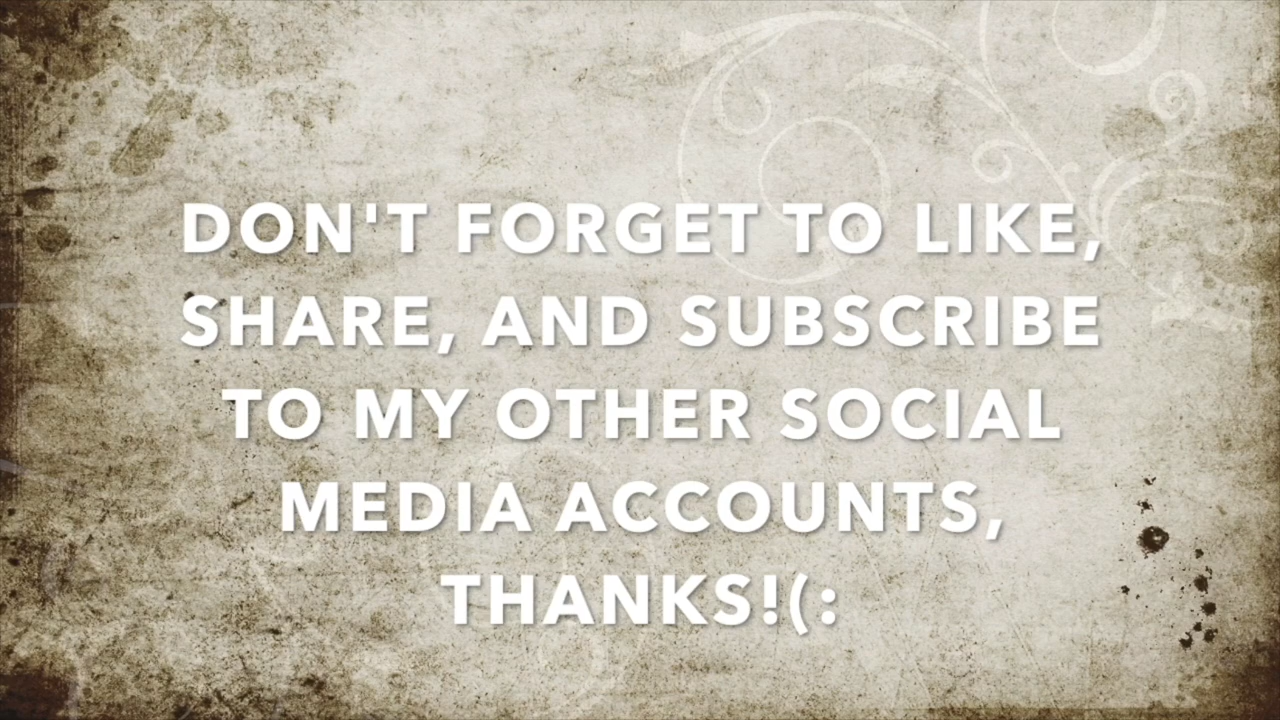 DON'T FORGET TO LIKE,
SHARE, AND SUBSCRIBE
TO MY OTHER SOCIAL
MEDIA ACCOUNTS,
THANKS!(: